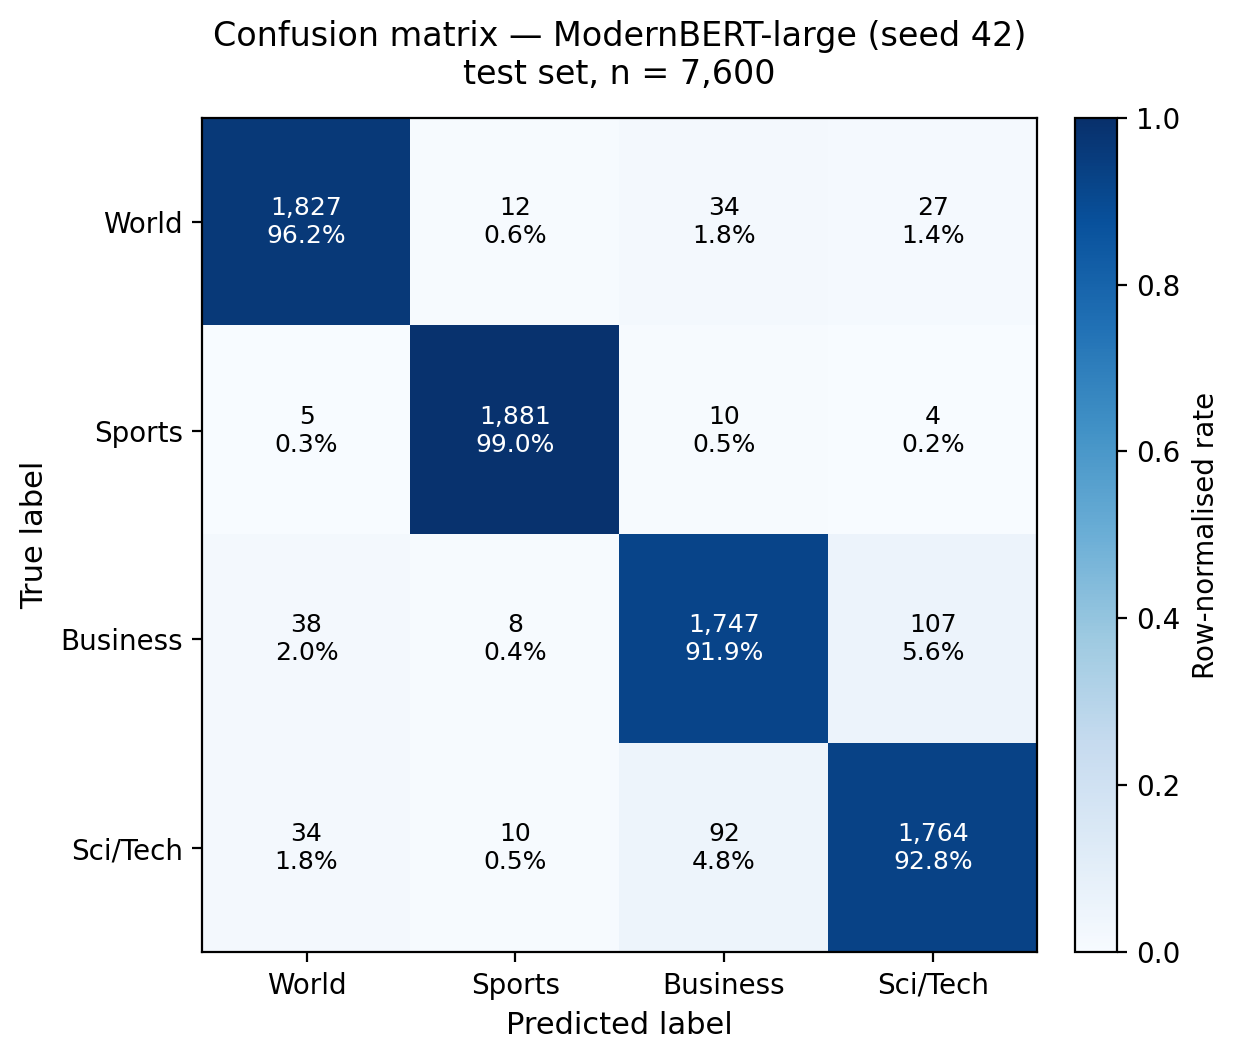 Confusion matrix — ModernBERT-large (seed 42)
test set, n = 7,600
True label
World
1,827
96.2%
12
0.6%
34
1.8%
27
1.4%
Sports
5
0.3%
1,881
99.0%
10
0.5%
4
0.2%
Business
38
2.0%
8
0.4%
1,747
91.9%
107
5.6%
Sci/Tech
34
1.8%
10
0.5%
92
4.8%
1,764
92.8%
World
Sports
Business
Sci/Tech
Predicted label
1.0
0.8
0.6
0.4
0.2
0.0
Row-normalised rate